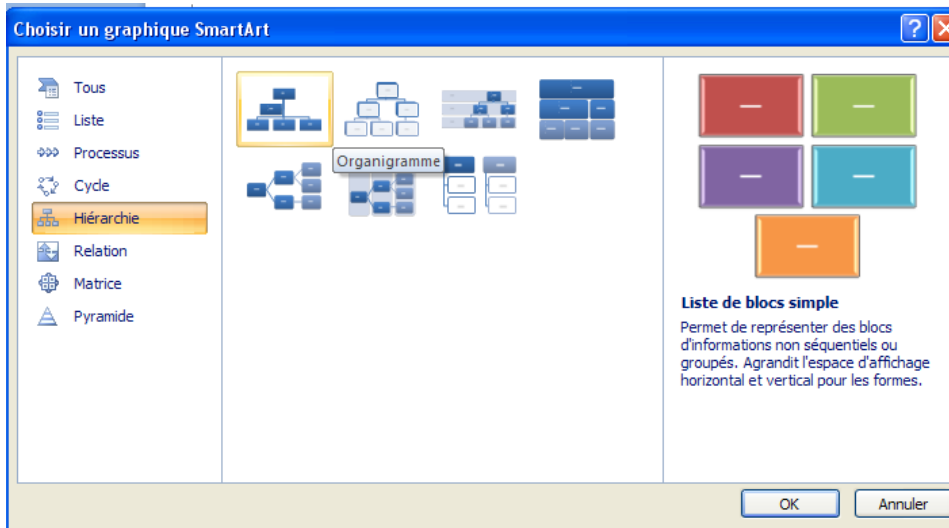 Choisir un graphique SmartArt
Tous
Liste
Processus
Cycle
Hiérarchie
Relation
Matrice
Pyramide
Organigramme
Liste de blocs simple
Permet de représenter des blocs
d'informations non séquentiels ou
groupés. Agrandit l'espace d'affichage
horizontal et vertical pour les formes.
OK
Annuler